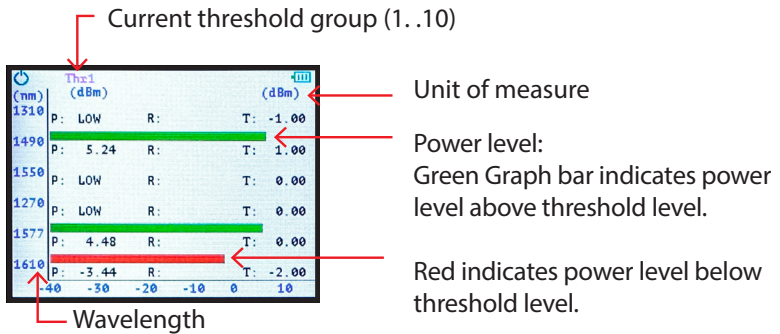 Current threshold group (1. .10)
Thr1
(nm) (dBm) (dBm)
1310
P: LOW R: T: -1.00
1490
P: 5.24 R: T: 1.00
1550
P: LOW R: T: 0.00
1270
P: LOW R: T: 0.00
1577
P: 4.48 R: T: 0.00
1610
P: -3.44 R: T: -2.00
-40 -30 -20 -10 0 10
Unit of measure
Power level:
Green Graph bar indicates power
level above threshold level.
Red indicates power level below
threshold level.
Wavelength